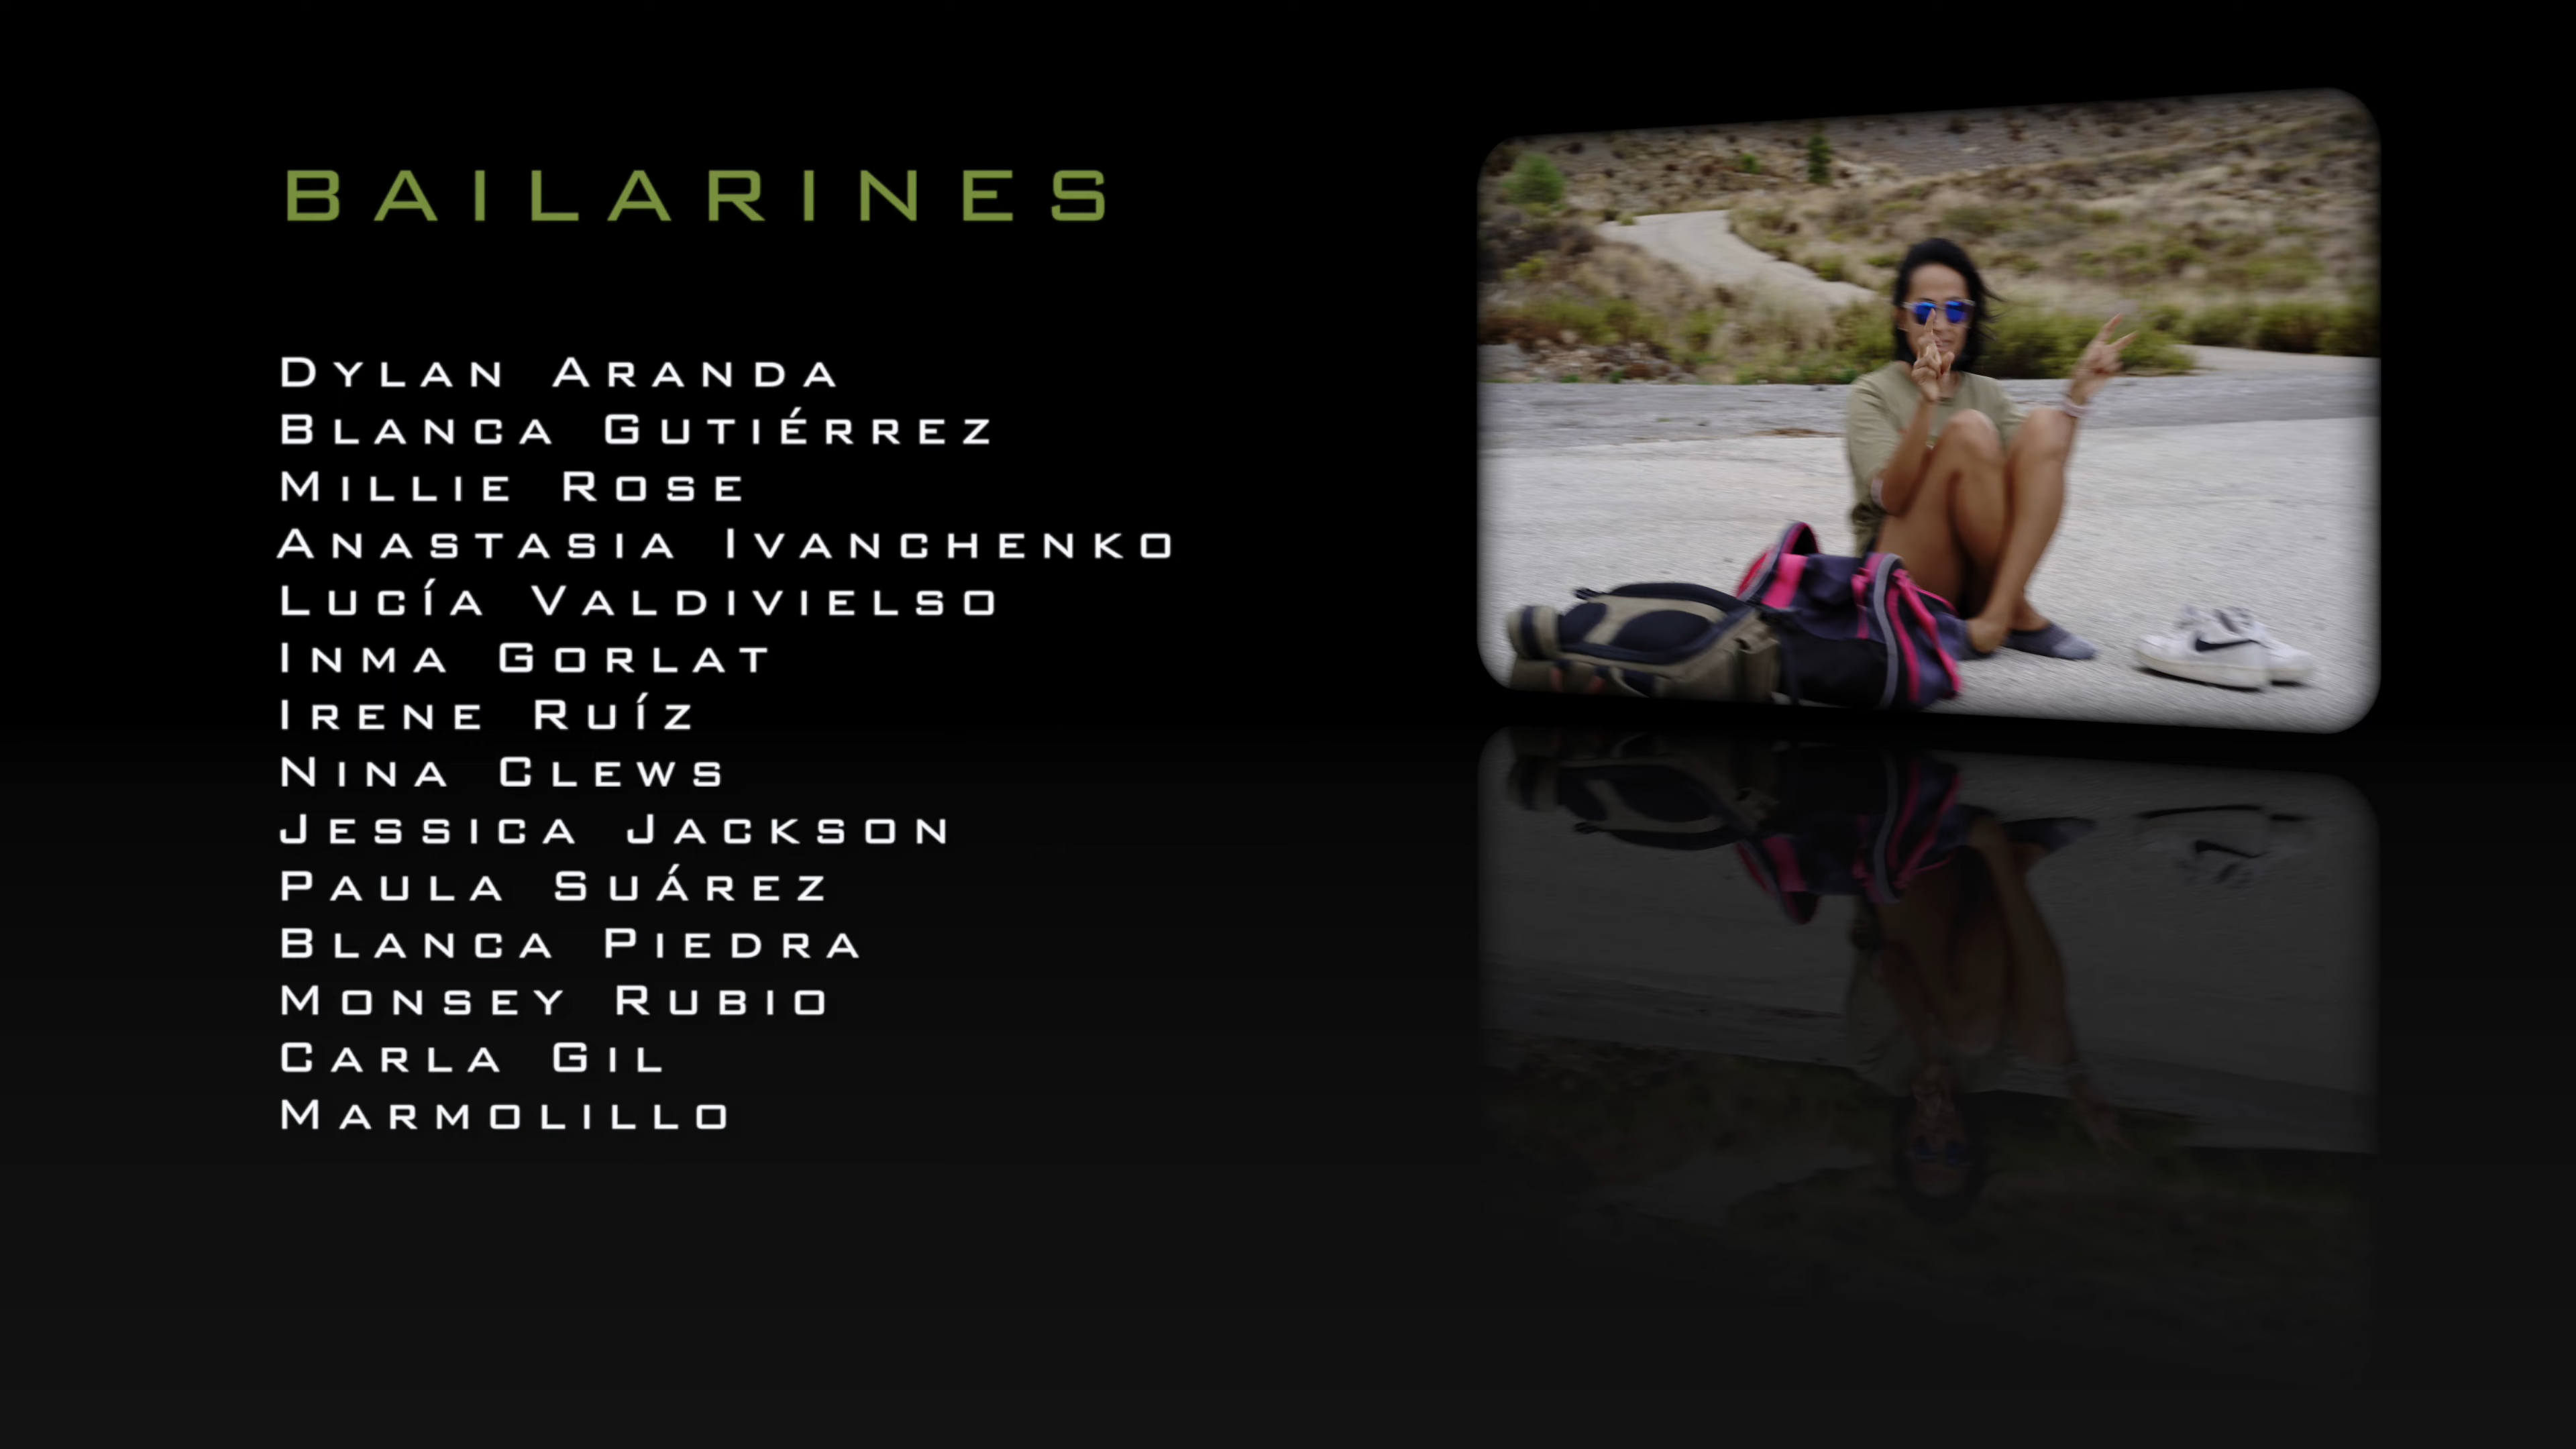 BAILARINES
Dylan Aranda
Blanca Gutiérrez
Millie Rose
Anastasia Ivanchenko
Lucía Valdivielso
Inma Gorlat
Irene Ruíz
Nina Clews
Jessica Jackson
Paula Suárez
Blanca Piedra
Monsey Rubio
Carla Gil
Marmolillo